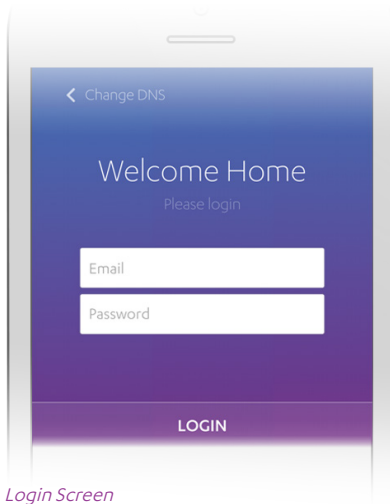 Change DNS
Welcome Home
Please login
Email
Password
LOGIN
Login Screen